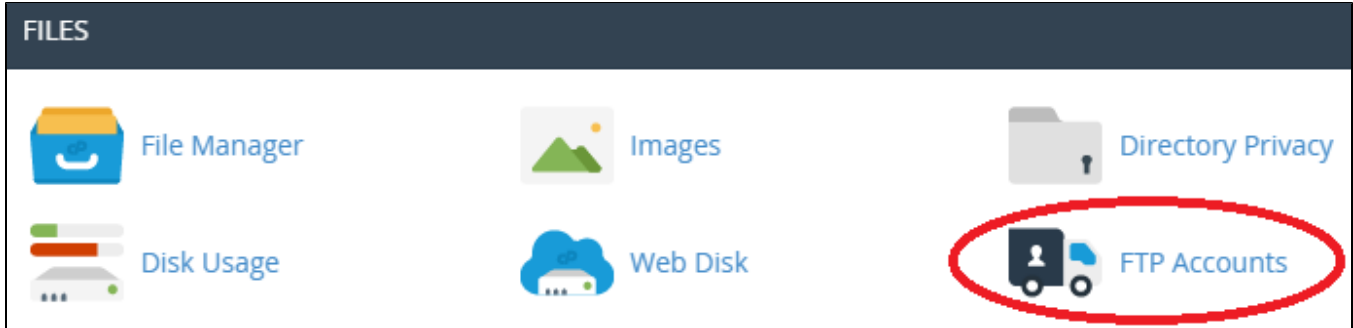 FILES
File Manager
Images
Directory Privacy
Disk Usage
Web Disk
FTP Accounts